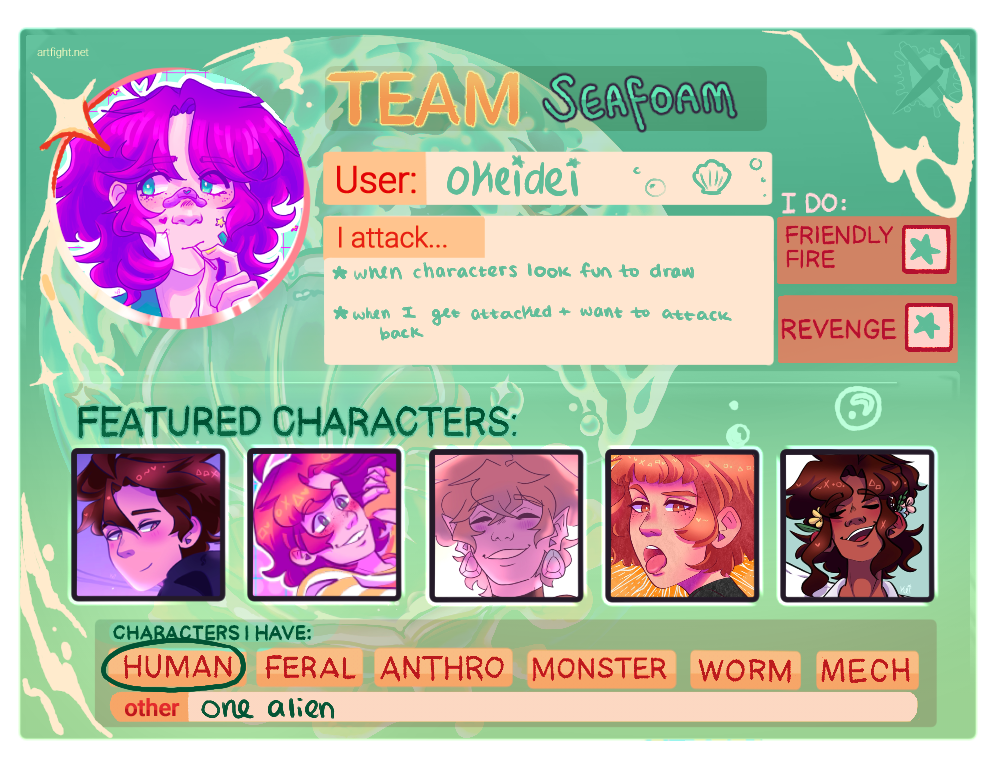 artfight.net
TEAM SEAFOAM
User: okeidei
I DO:
I attack...
FRIENDLY
FIRE
★ when characters look fun to draw
★ when I get attacked + want to attack
back
REVENGE
FEATURED CHARACTERS:
CHARACTERS I HAVE:
HUMAN FERAL ANTHRO MONSTER WORM MECH
other one alien